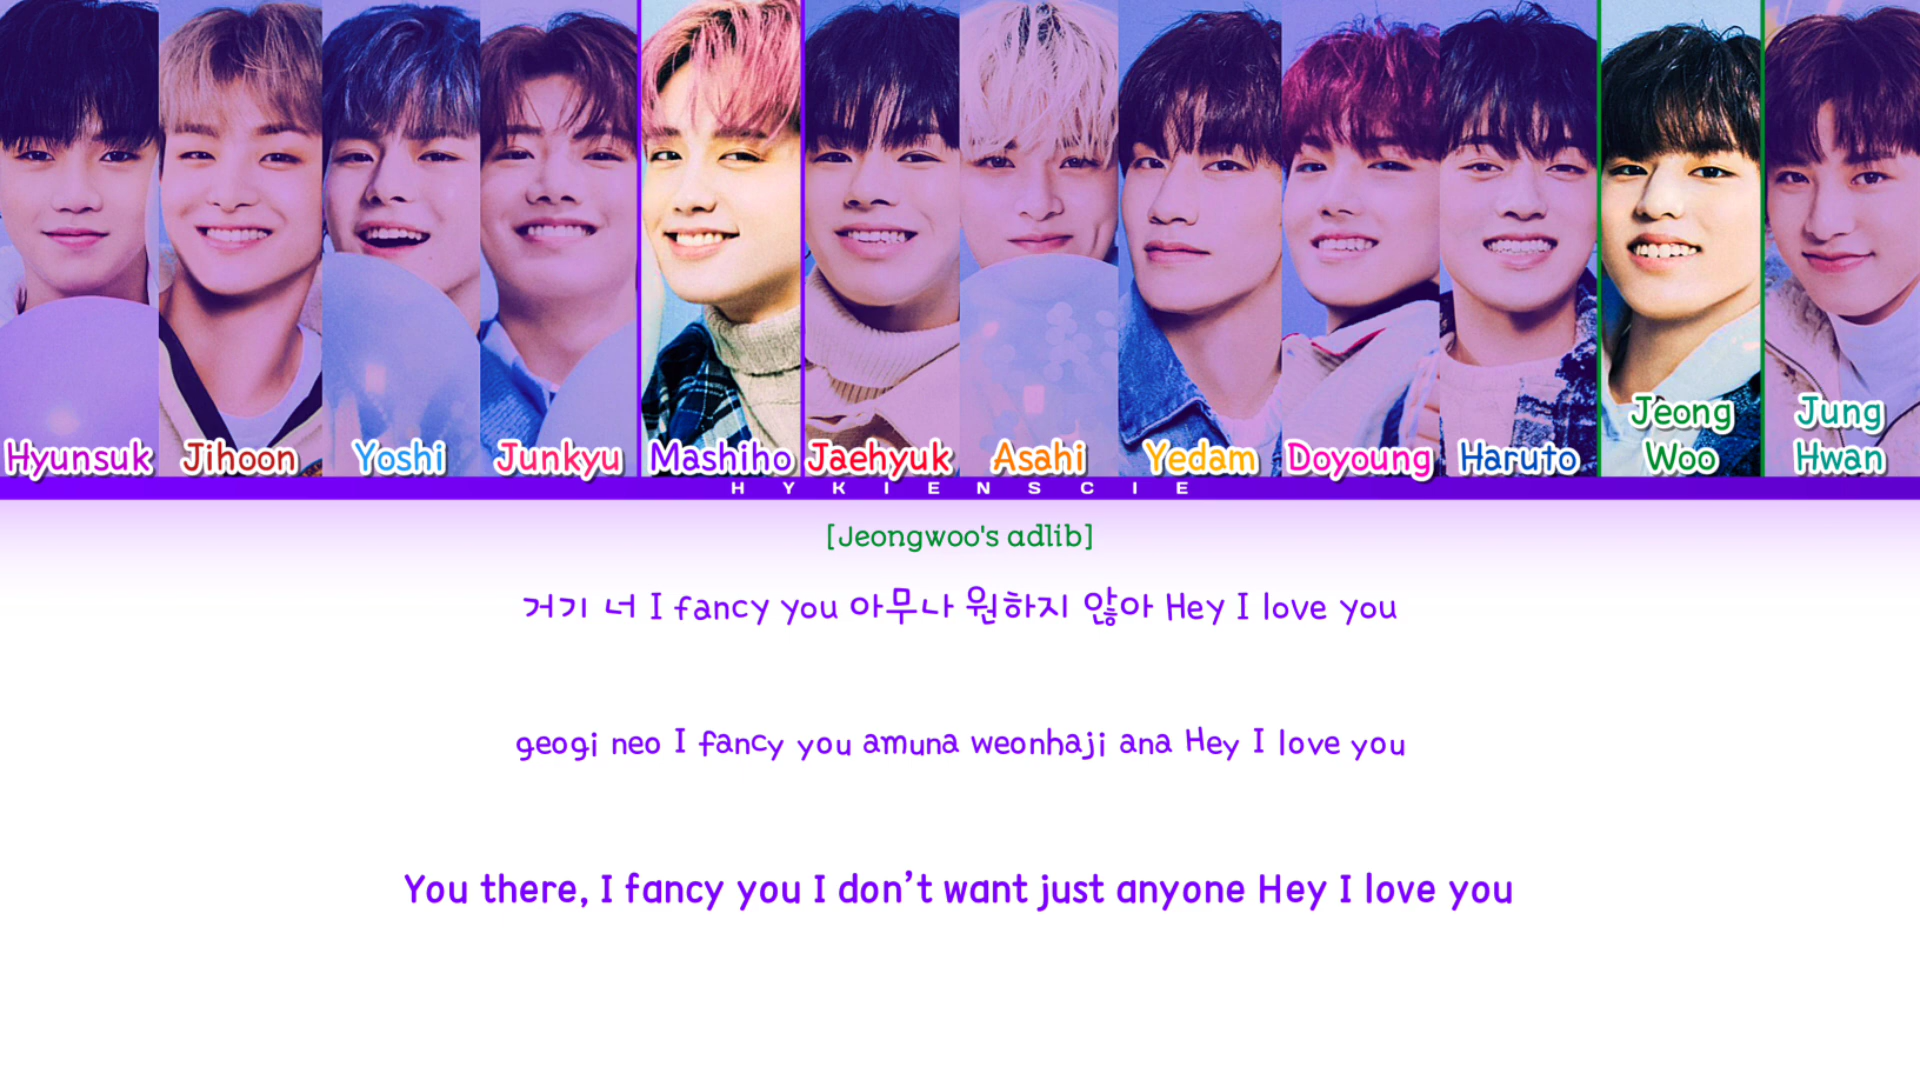 Hyunsuk Jihoon Yoshi Junkyu Mashiho Jaehyuk Asahi Yedam Doyoung Haruto Jeong Woo Jung Hwan
HYKIENSCIE
[Jeongwoo's adlib]
거기 너 I fancy you 아무나 원하지 않아 Hey I love you
geogi neo I fancy you amuna weonhaji ana Hey I love you
You there, I fancy you I don't want just anyone Hey I love you